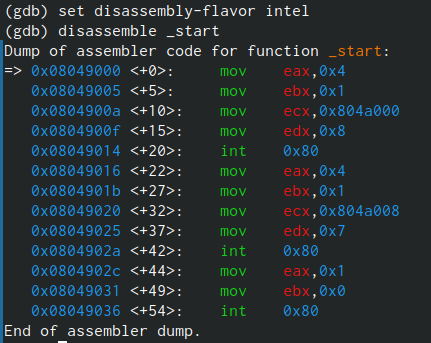 (gdb) set disassembly-flavor intel
(gdb) disassemble _start
Dump of assembler code for function _start:
=> 0x08049000 <+0>:     mov    eax,0x4
   0x08049005 <+5>:     mov    ebx,0x1
   0x0804900a <+10>:    mov    ecx,0x804a000
   0x0804900f <+15>:    mov    edx,0x8
   0x08049014 <+20>:    int    0x80
   0x08049016 <+22>:    mov    eax,0x4
   0x0804901b <+27>:    mov    ebx,0x1
   0x08049020 <+32>:    mov    ecx,0x804a008
   0x08049025 <+37>:    mov    edx,0x7
   0x0804902a <+42>:    int    0x80
   0x0804902c <+44>:    mov    eax,0x1
   0x08049031 <+49>:    mov    ebx,0x0
   0x08049036 <+54>:    int    0x80
End of assembler dump.